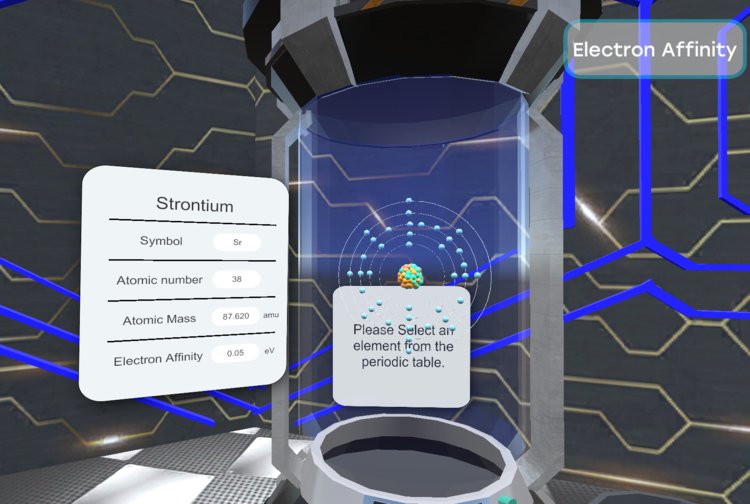 Electron Affinity
Strontium
Symbol Sr
Atomic number 38
Atomic Mass 87.620 amu
Electron Affinity 0.05 eV
Please Select an
element from the
periodic table.